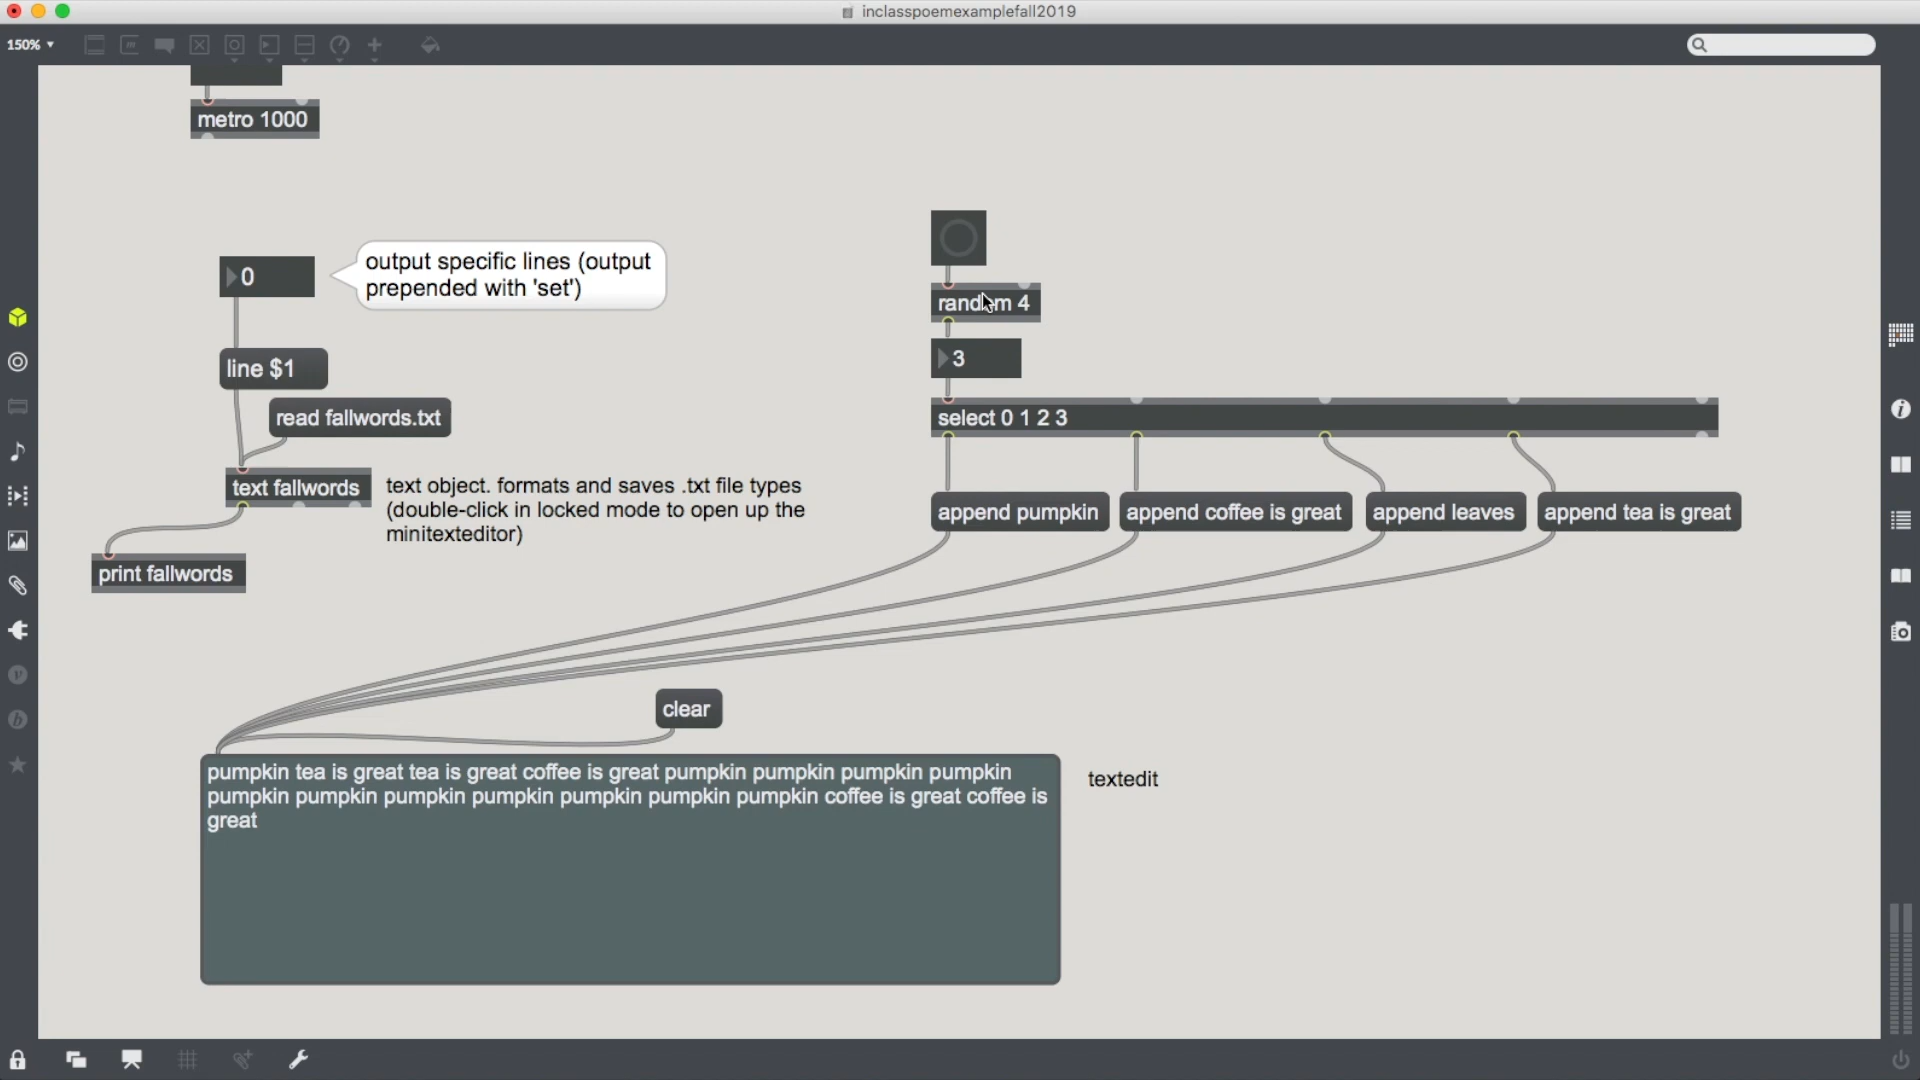 inclasspoemexamplefall2019
150%
metro 1000
0
output specific lines (output
prepended with 'set')
line $1
read fallwords.txt
text fallwords
text object. formats and saves .txt file types
(double-click in locked mode to open up the
minitexteditor)
print fallwords
random 4
3
select 0 1 2 3
append pumpkin
append coffee is great
append leaves
append tea is great
clear
pumpkin tea is great tea is great coffee is great pumpkin pumpkin pumpkin pumpkin
pumpkin pumpkin pumpkin pumpkin pumpkin pumpkin pumpkin coffee is great coffee is
great
textedit